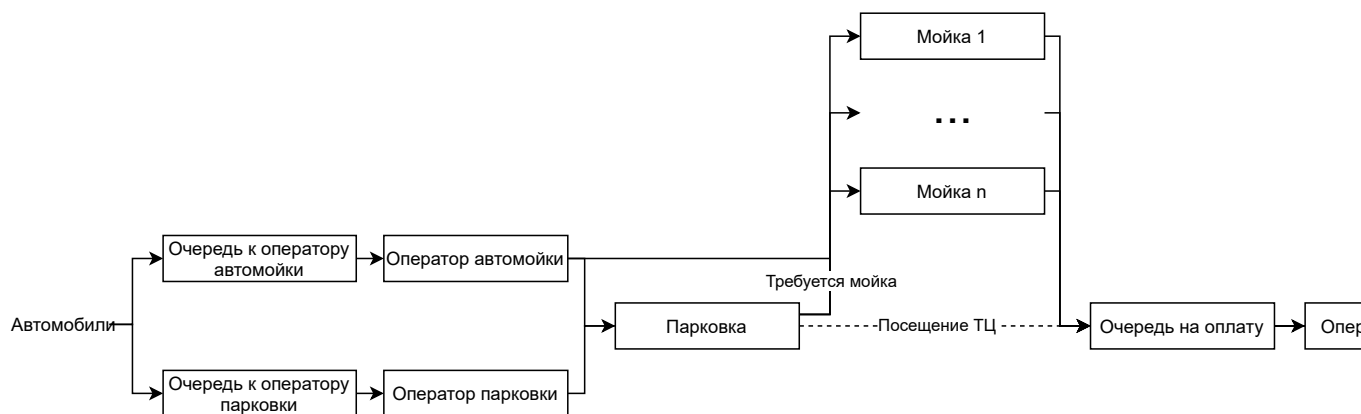 Мойка 1
...
Мойка n
Очередь к оператору
автомойки
Оператор автомойки
Требуется мойка
Автомобили
Парковка
Посещение ТЦ
Очередь на оплату
Опер
Очередь к оператору
парковки
Оператор парковки